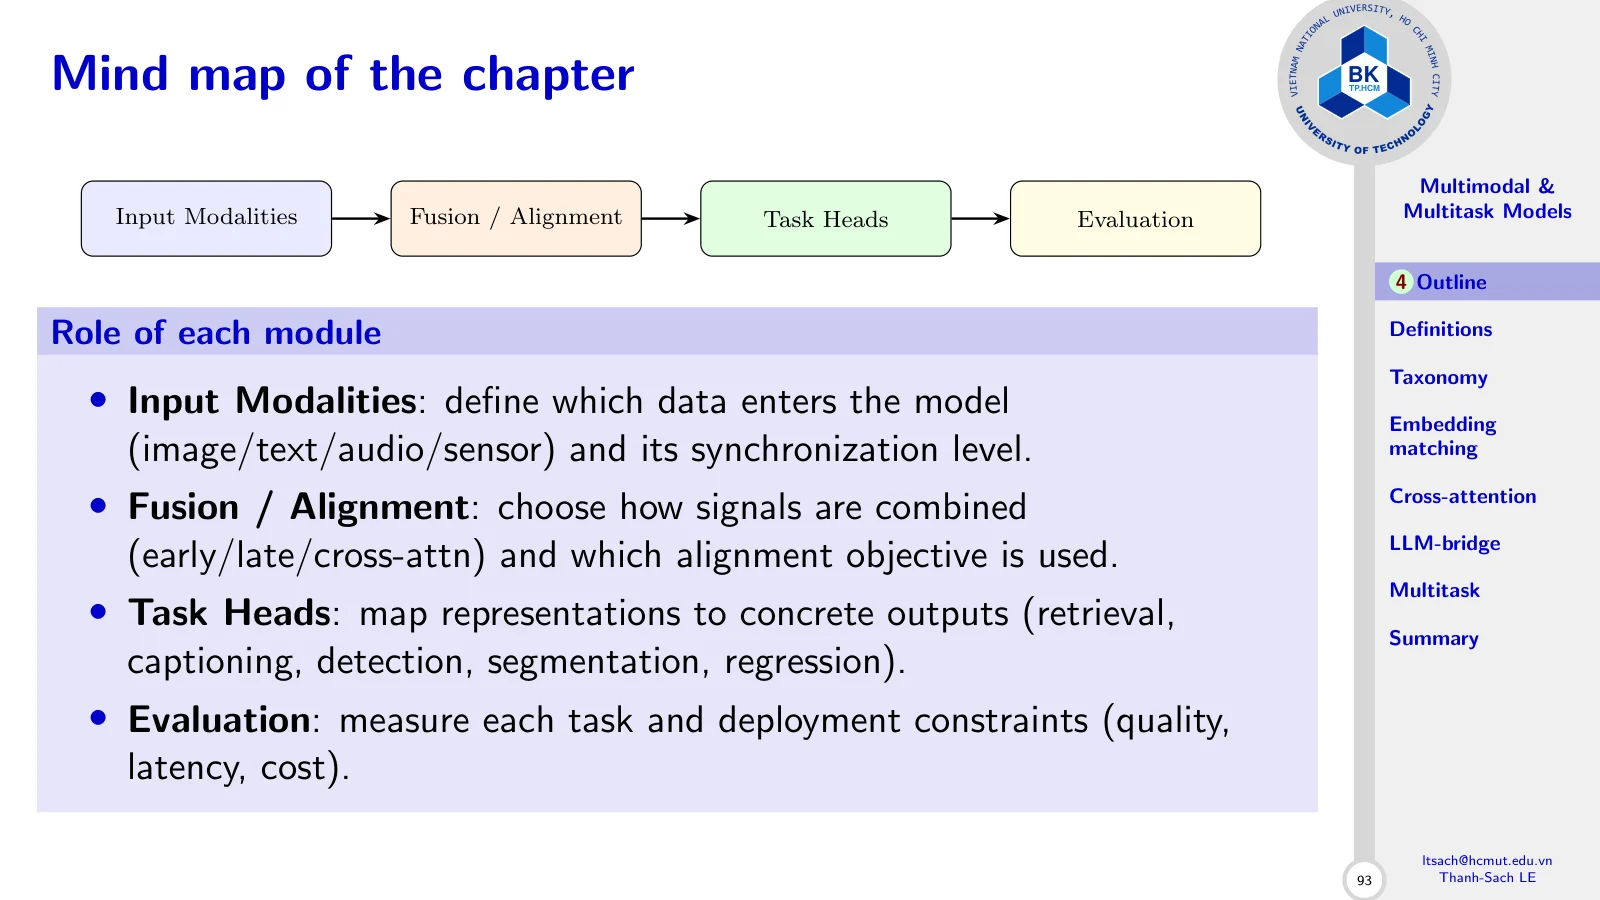 Mind map of the chapter
Input Modalities
Fusion / Alignment
Task Heads
Evaluation
Role of each module
• Input Modalities: define which data enters the model
(image/text/audio/sensor) and its synchronization level.
• Fusion / Alignment: choose how signals are combined
(early/late/cross-attn) and which alignment objective is used.
• Task Heads: map representations to concrete outputs (retrieval,
captioning, detection, segmentation, regression).
• Evaluation: measure each task and deployment constraints (quality,
latency, cost).
VIETNAM NATIONAL UNIVERSITY, HO CHI MINH CITY
BK
TP.HCM
UNIVERSITY OF TECHNOLOGY
Multimodal &
Multitask Models
4 Outline
Definitions
Taxonomy
Embedding
matching
Cross-attention
LLM-bridge
Multitask
Summary
ltsach@hcmut.edu.vn
Thanh-Sach LE
93